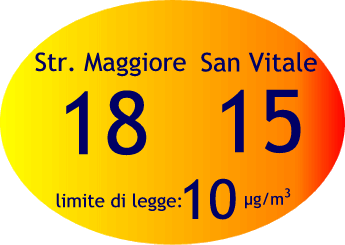 Str. Maggiore San Vitale
18 15
limite di legge:10 µg/m³